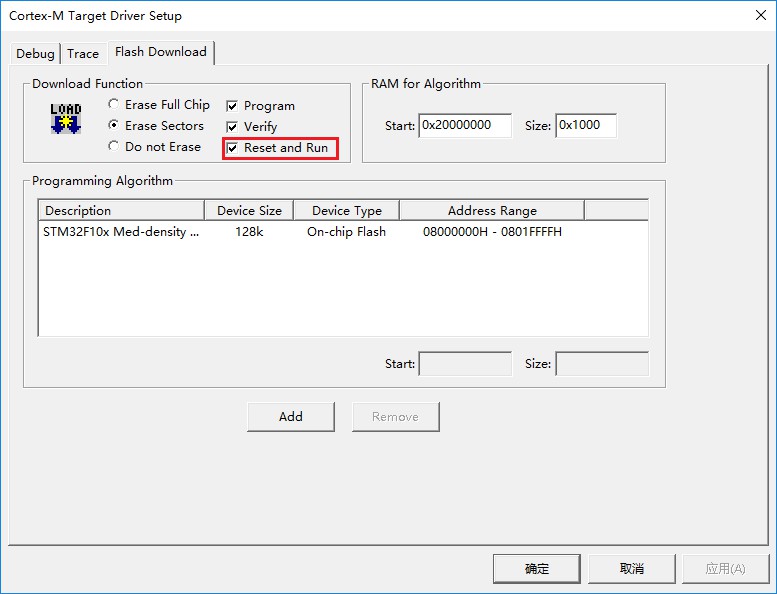 Cortex-M Target Driver Setup
Debug Trace Flash Download
Download Function
LOAD
Erase Full Chip
Erase Sectors
Do not Erase
Program
Verify
Reset and Run
RAM for Algorithm
Start: 0x20000000 Size: 0x1000
Programming Algorithm
Description Device Size Device Type Address Range
STM32F10x Med-density ... 128k On-chip Flash 08000000H - 0801FFFFH
Start: Size:
Add Remove
确定 取消 应用(A)